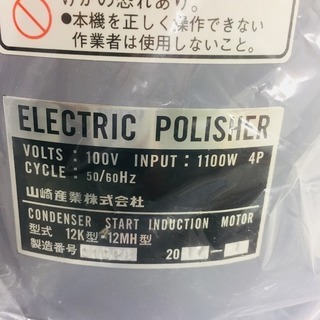 けがの恐れあり。
●本機を正しく操作できない
作業者は使用しないこと。
ELECTRIC POLISHER
VOLTS : 100V INPUT : 1100W 4P
CYCLE : 50/60Hz
山崎産業株式会社
CONDENSER START INDUCTION MOTOR
型式 12K型・12MH型
製造番号 20